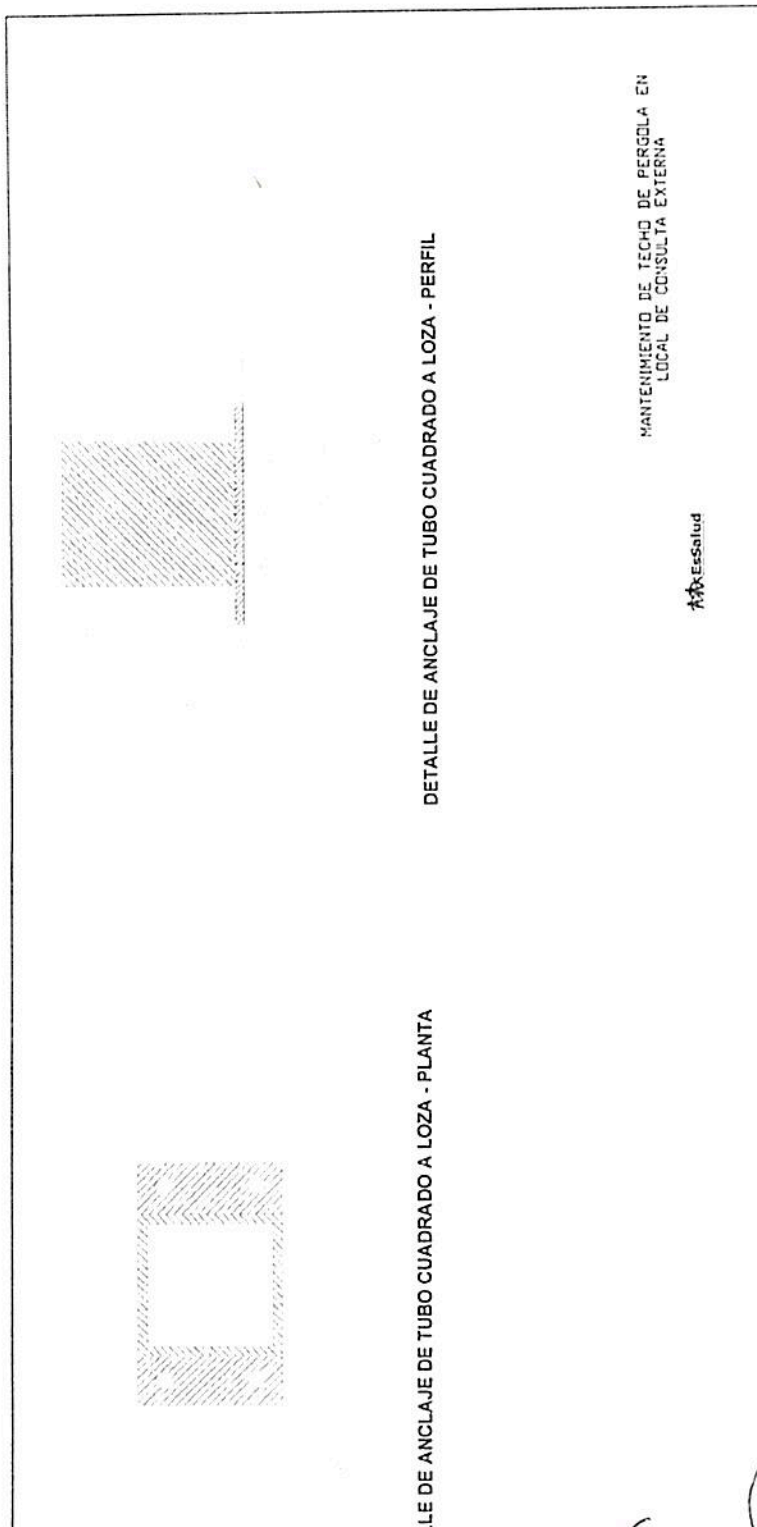 DETALLE DE ANCLAJE DE TUBO CUADRADO A LOZA - PERFIL
LLE DE ANCLAJE DE TUBO CUADRADO A LOZA - PLANTA
MANTENIMIENTO DE TECHO DE PERGOLA EN
LOCAL DE CONSULTA EXTERNA
EsSalud